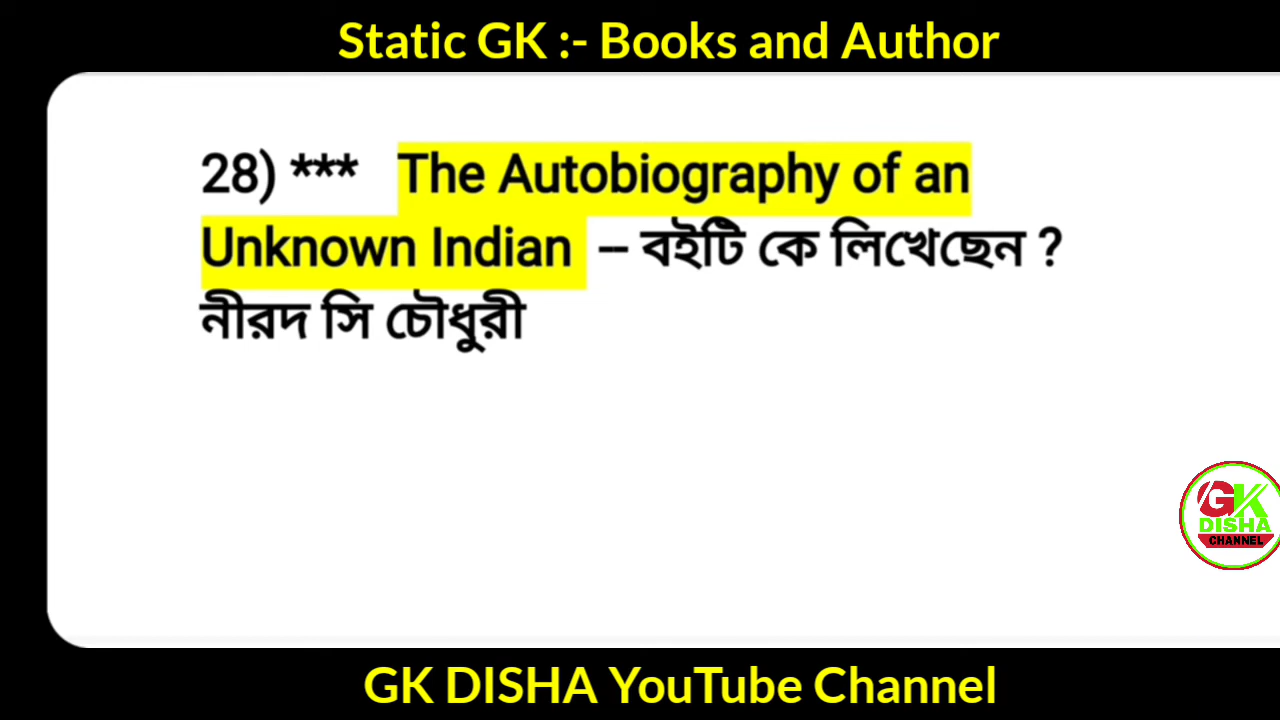 Static GK :- Books and Author
28) *** The Autobiography of an
Unknown Indian -- বইটি কে লিখেছেন ?
নীরদ সি চৌধুরী
GK
DISHA
CHANNEL
GK DISHA YouTube Channel